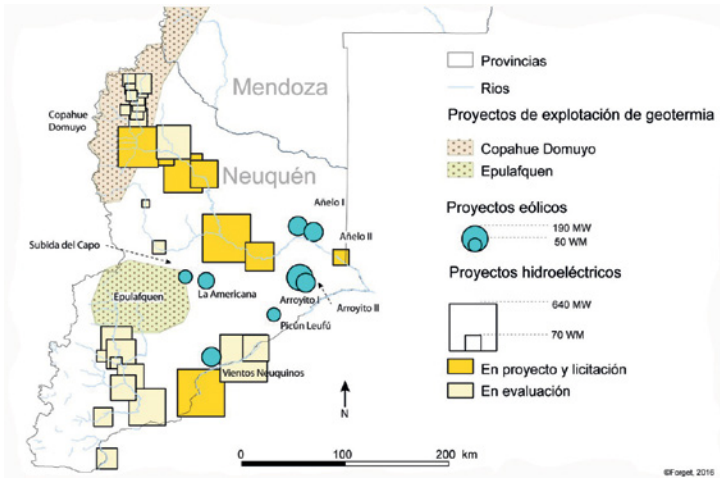 Mendoza
Copahue
Domuyo
Neuquén
Añelo I
Añelo II
Subida del Capo
Epulafquen
La Americana
Arroyito I
Arroyito II
Picún Leufú
Vientos Neuquinos
N
0 100 200 km
Provincias
Rios
Proyectos de explotación de geotermia
Copahue Domuyo
Epulafquen
Proyectos eólicos
190 MW
50 WM
Proyectos hidroeléctricos
640 MW
70 WM
En proyecto y licitación
En evaluación
©Forget, 2016